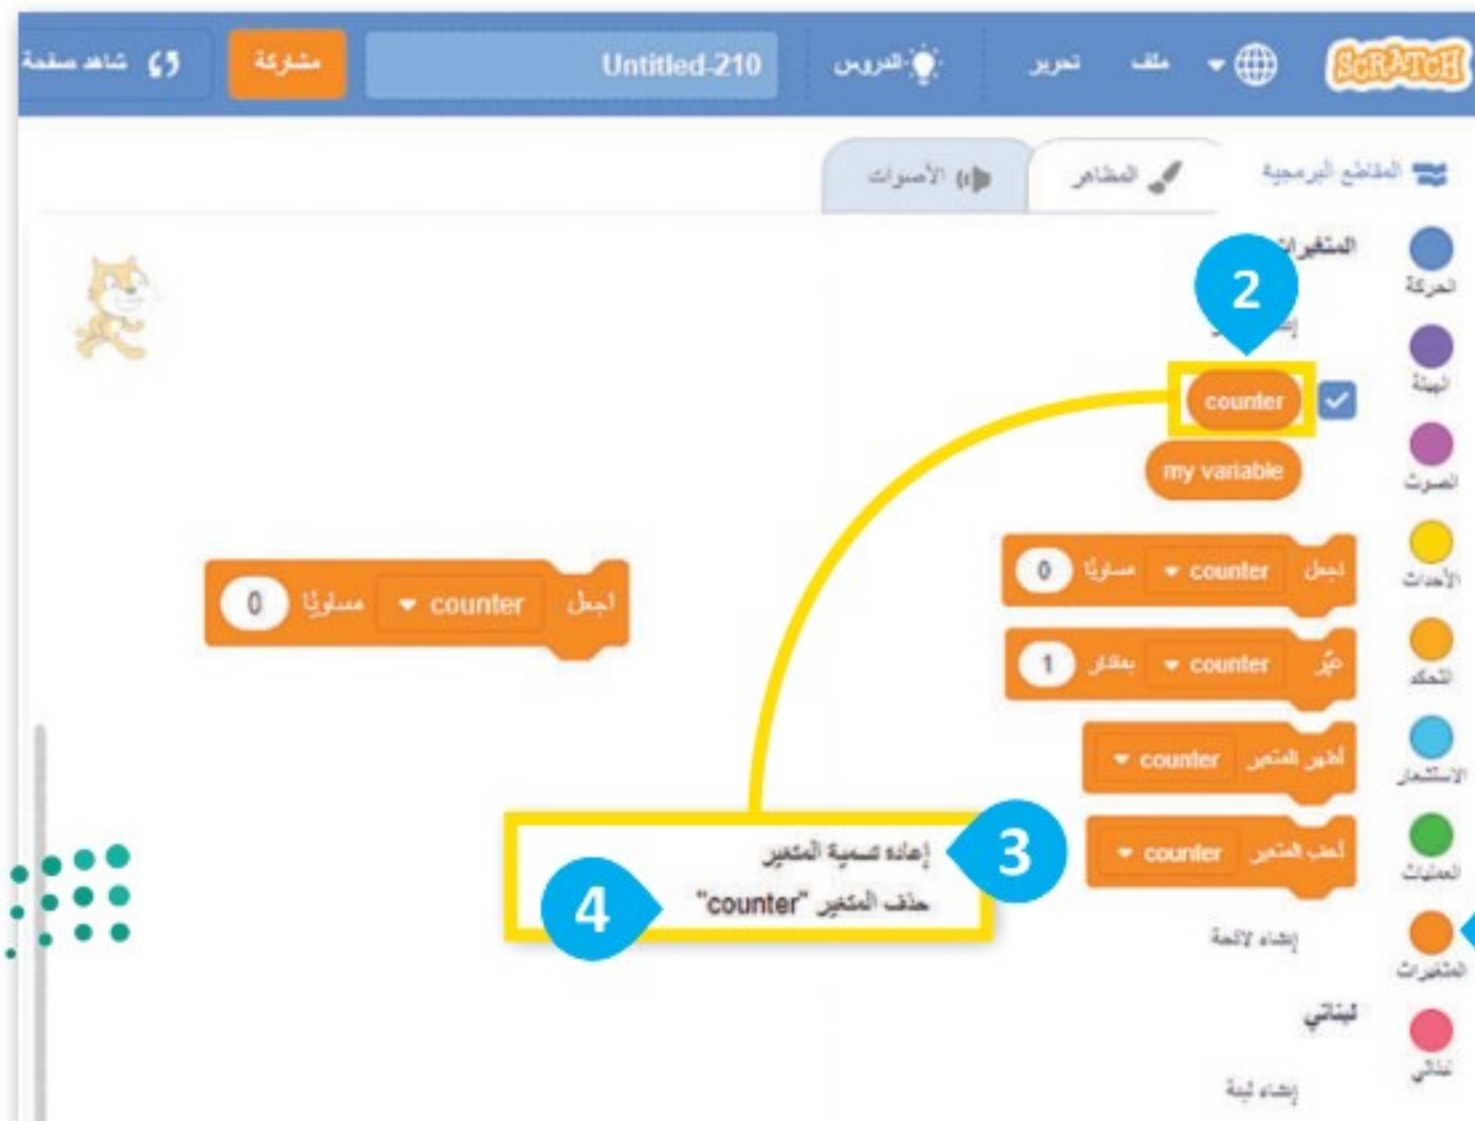 SCRATCH
ملف
تحرير
الدروس
Untitled-210
مشاركة
شاهد صفحة
المقاطع البرمجية
المظاهر
الأصوات
الحركة
الهيئة
الصوت
الأحداث
التحكم
الاستشعار
العمليات
المتغيرات
لبناتي
المتغيرات
2
counter
my variable
اجعل counter مساويًا 0
غيّر counter بمقدار 1
أظهر المتغير counter
أخف المتغير counter
إنشاء لائحة
لبناتي
إنشاء لبنة
اجعل counter مساويًا 0
إعاده تسمية المتغير
3
حذف المتغير "counter"
4